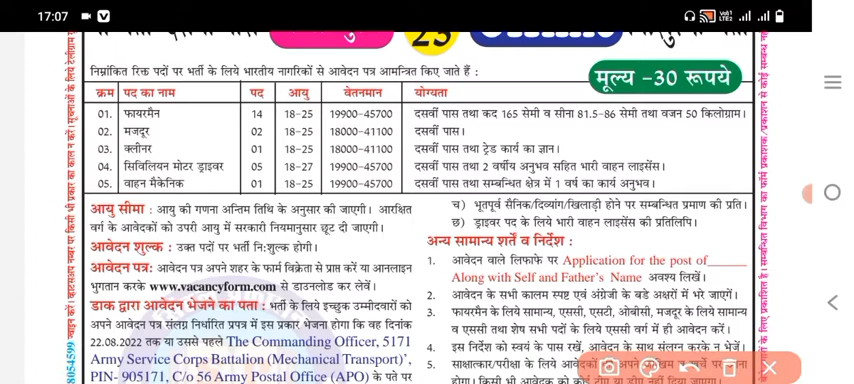 17:07
23
मूल्य -30 रूपये
निम्नांकित रिक्त पदों पर भर्ती के लिये भारतीय नागरिकों से आवेदन पत्र आमन्त्रित किए जाते हैं :
क्रम पद का नाम पद आयु वेतनमान योग्यता
01. फायरमैन 14 18-25 19900-45700 दसवीं पास तथा कद 165 सेमी व सीना 81.5-86 सेमी तथा वजन 50 किलोग्राम।
02. मजदूर 02 18-25 18000-41100 दसवीं पास।
03. क्लीनर 01 18-25 18000-41100 दसवीं पास तथा ट्रेड कार्य का ज्ञान।
04. सिविलियन मोटर ड्राइवर 05 18-27 19900-45700 दसवीं पास तथा 2 वर्षीय अनुभव सहित भारी वाहन लाइसेंस।
05. वाहन मैकेनिक 01 18-25 19900-45700 दसवीं पास तथा सम्बन्धित क्षेत्र में 1 वर्ष का कार्य अनुभव।
आयु सीमा : आयु की गणना अन्तिम तिथि के अनुसार की जाएगी। आरक्षित
वर्ग के आवेदकों को उपरी आयु में सरकारी नियमानुसार छूट दी जाएगी।
आवेदन शुल्क: उक्त पदों पर भर्ती नि:शुल्क होगी।
आवेदन पत्र: आवेदन पत्र अपने शहर के फार्म विक्रेता से प्राप्त करें या आनलाइन
भुगतान करके www.vacancyform.com से डाउनलोड कर लेवें।
डाक द्वारा आवेदन भेजने का पता: भर्ती के लिये इच्छुक उम्मीदवारों को
अपने आवेदन पत्र संलग्न निर्धारित प्रपत्र में इस प्रकार भेजना होगा कि वह दिनांक
22.08.2022 तक या उससे पहले The Commanding Officer, 5171
Army Service Corps Battalion (Mechanical Transport)',
PIN- 905171, C/o 56 Army Postal Office (APO) के पते पर
च) भूतपूर्व सैनिक/दिव्यांग/खिलाड़ी होने पर सम्बन्धित प्रमाण की प्रति।
छ) ड्राइवर पद के लिये भारी वाहन लाइसेंस की प्रतिलिपि।
अन्य सामान्य शर्ते व निर्देश :
1. आवेदन वाले लिफाफे पर Application for the post of______
Along with Self and Father's Name अवश्य लिखें।
2. आवेदन के सभी कालम स्पष्ट एवं अंग्रेजी के बडे अक्षरों में भरे जाएगें।
3. फायरमैन के लिये सामान्य, एससी, एसटी, ओबीसी, मजदूर के लिये सामान्य
व एससी तथा शेष सभी पदों के लिये एससी वर्ग में ही आवेदन करें।
4. इस निर्देश को स्वयं के पास रखें, आवेदन के साथ संलग्न करके न भेजें।
5. साक्षात्कार/परीक्षा के लिये आवेदकों
होगा। किसी भी आवेदक को कोई
8054599